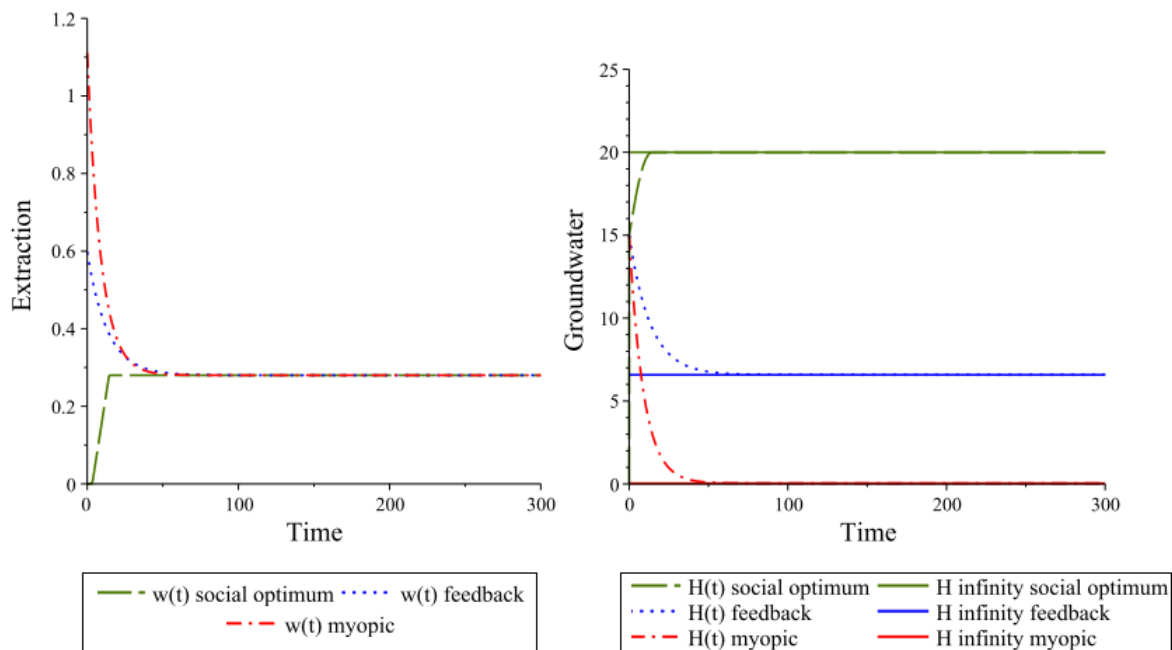 1.2
1
0.8
0.6
0.4
0.2
0
Extraction
0 100 200 300
Time
w(t) social optimum w(t) feedback
w(t) myopic
25
20
15
10
5
0
Groundwater
0 100 200 300
Time
H(t) social optimum H infinity social optimum
H(t) feedback H infinity feedback
H(t) myopic H infinity myopic